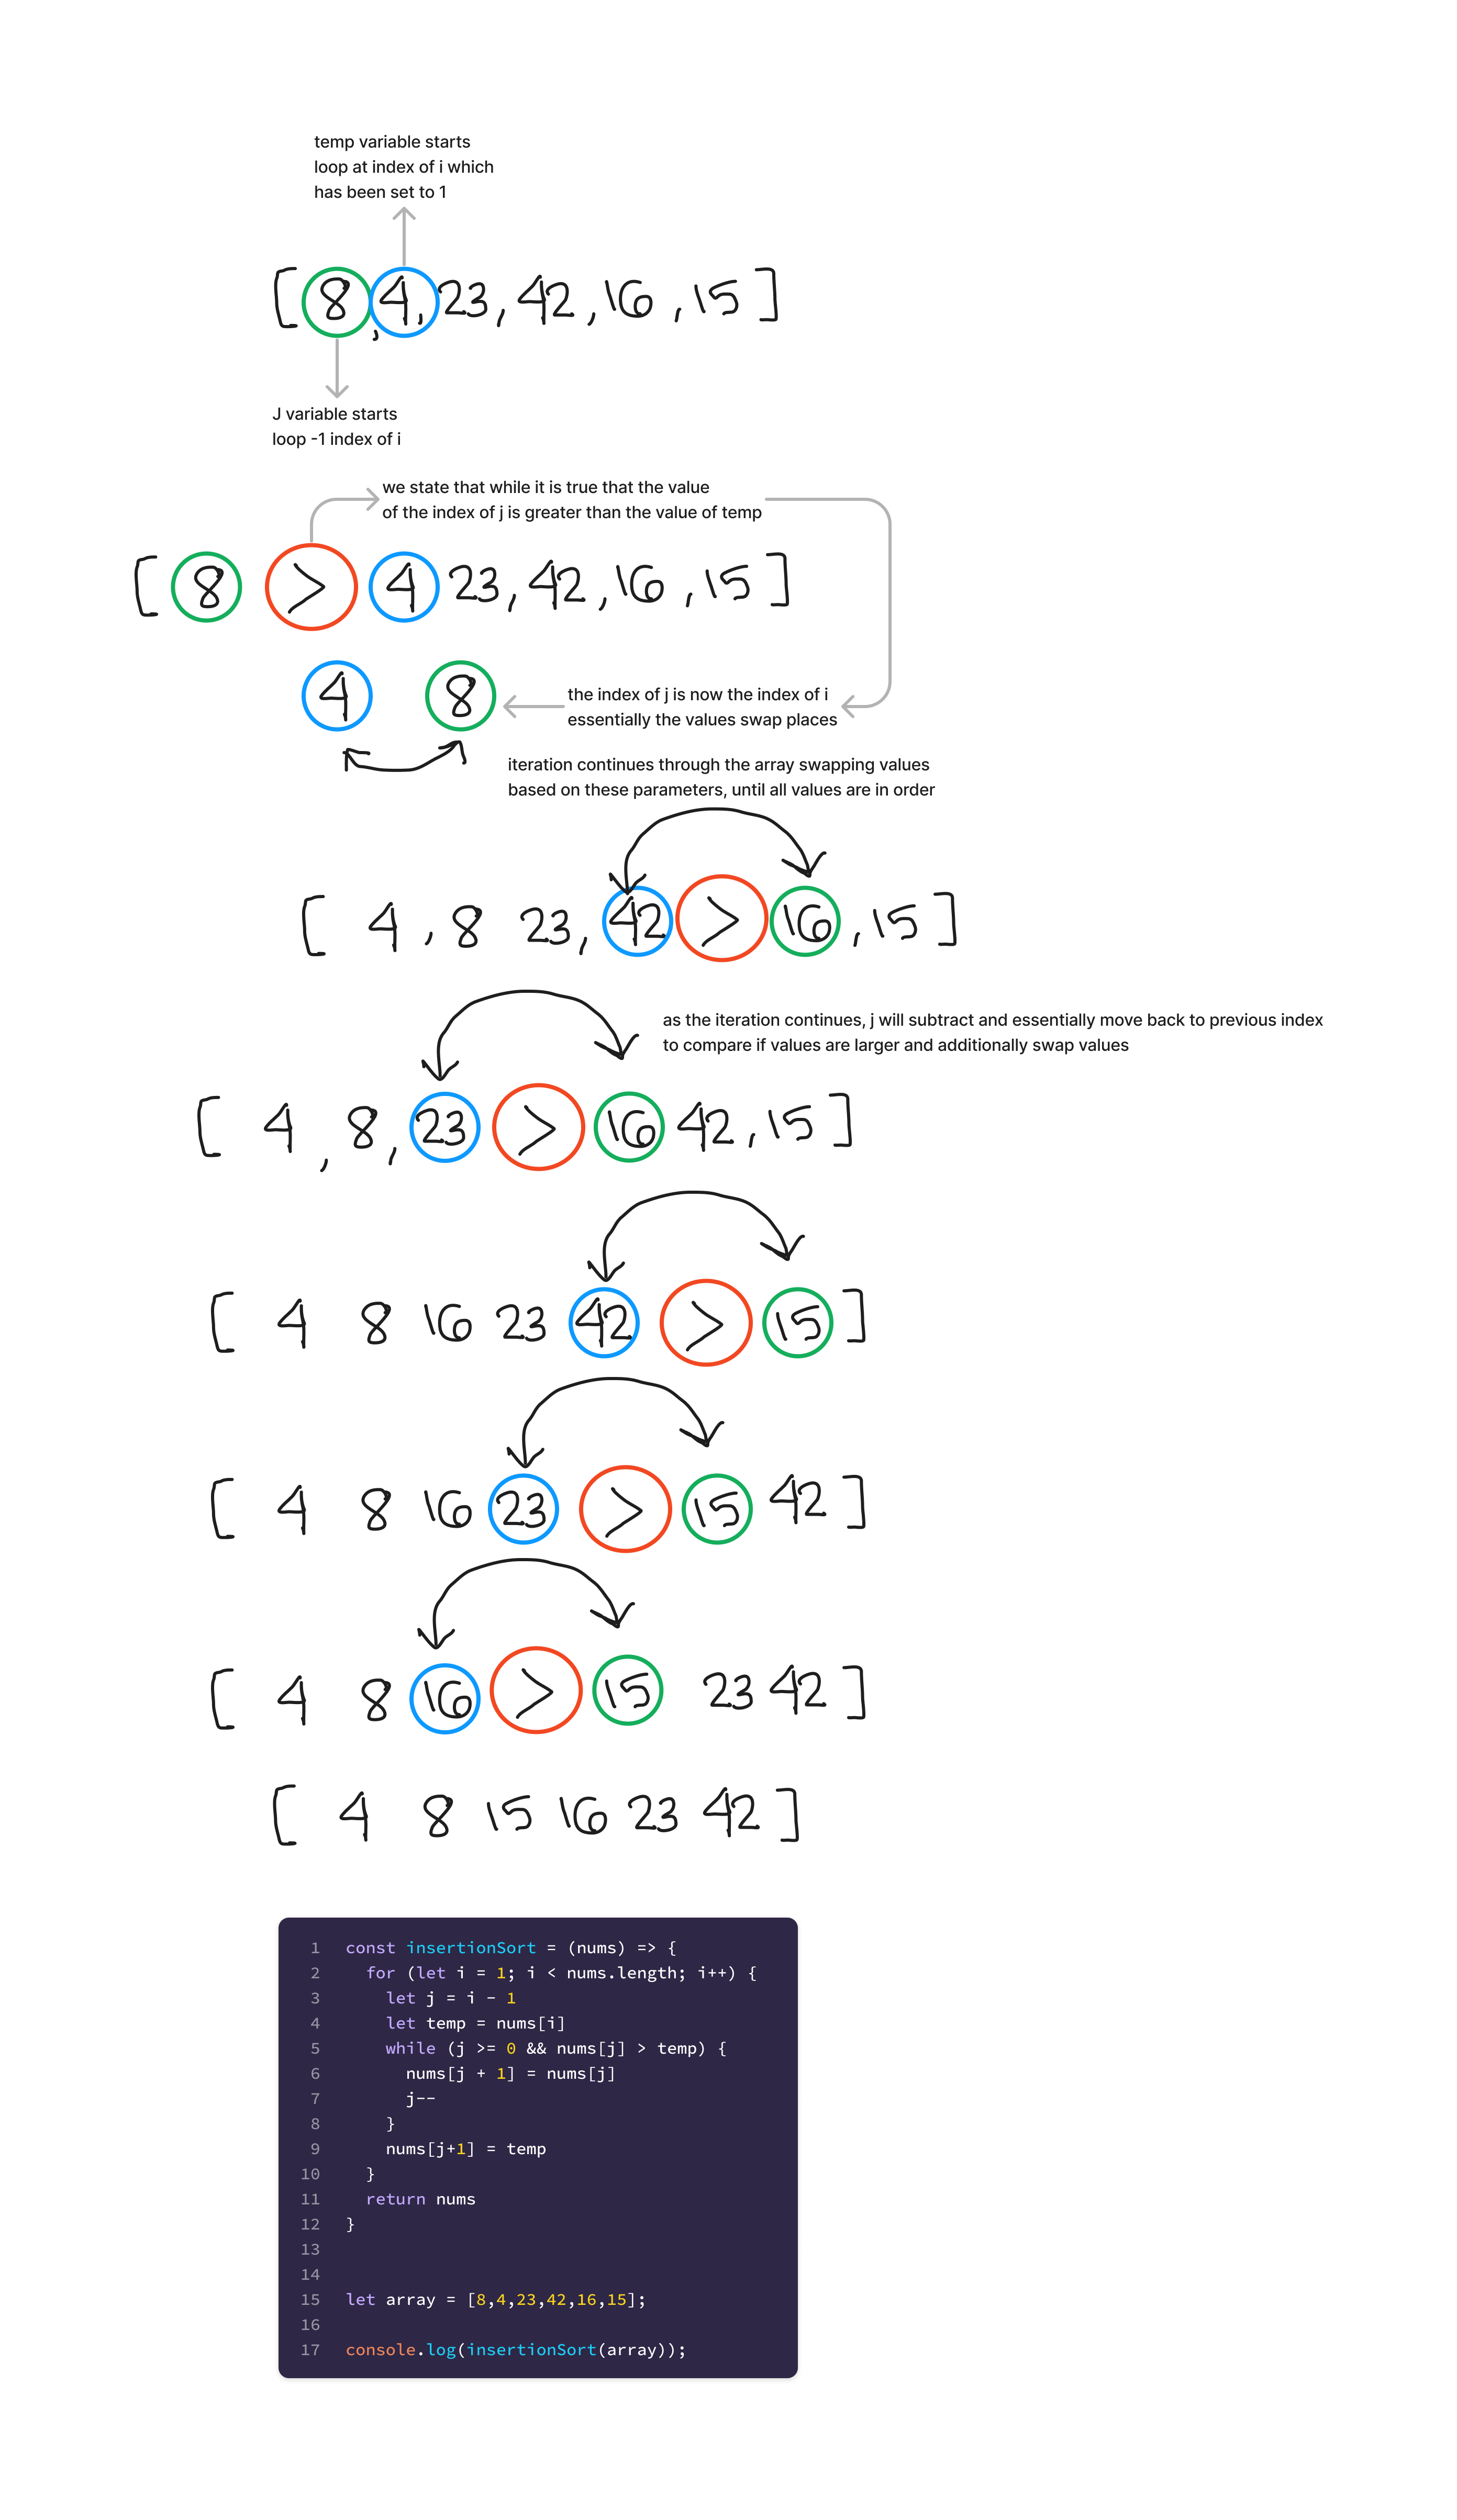 temp variable starts
loop at index of i which
has been set to 1
[ 8 , 4, 23, 42, 16, 15 ]
J variable starts
loop -1 index of i
we state that while it is true that the value
of the index of j is greater than the value of temp
[ 8 > 4 23, 42, 16, 15 ]
4 8
the index of j is now the index of i
essentially the values swap places
iteration continues through the array swapping values
based on these parameters, until all values are in order
[ 4, 8 23, 42 > 16, 15 ]
as the iteration continues, j will subtract and essentially move back to previous index
to compare if values are larger and additionally swap values
[ 4, 8, 23 > 16 42, 15 ]
[ 4 8 16 23 42 > 15 ]
[ 4 8 16 23 > 15 42 ]
[ 4 8 16 > 15 23 42 ]
[ 4 8 15 16 23 42 ]
1 const insertionSort = (nums) => {
2 for (let i = 1; i < nums.length; i++) {
3 let j = i - 1
4 let temp = nums[i]
5 while (j >= 0 && nums[j] > temp) {
6 nums[j + 1] = nums[j]
7 j--
8 }
9 nums[j+1] = temp
10 }
11 return nums
12 }
13
14
15 let array = [8,4,23,42,16,15];
16
17 console.log(insertionSort(array));